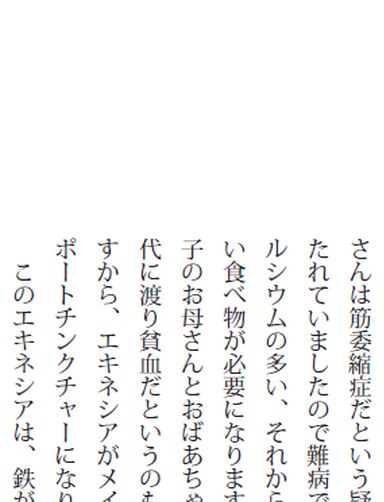 さんは筋委縮症だという疑
たれていましたので難病で
ルシウムの多い、それから
い食べ物が必要になります
子のお母さんとおばあちゃ
代に渡り貧血だというのも
すから、エキネシアがメイ
ポートチンクチャーになり
このエキネシアは、鉄が